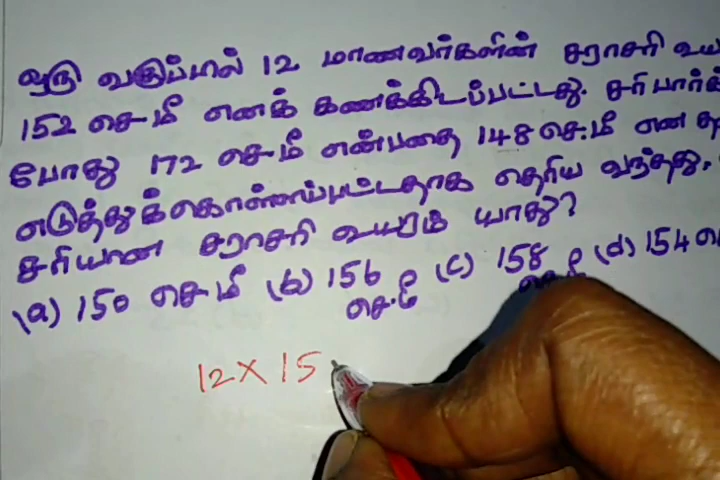 ஒரு வகுப்பில் 12 மாணவர்களின் சராசரி உய
152 செ.மீ எனக் கணக்கிடப்பட்டது. சரிபார்க்
போது 172 செ.மீ என்பதை 148 செ.மீ என த
எடுத்துக்கொள்ளப்பட்டதாக தெரிய வந்தது.
சரியான சராசரி உயரம் யாது?
(a) 150 செ.மீ (b) 156 செ.மீ (c) 158 செ.மீ (d) 154 செ
12 × 15